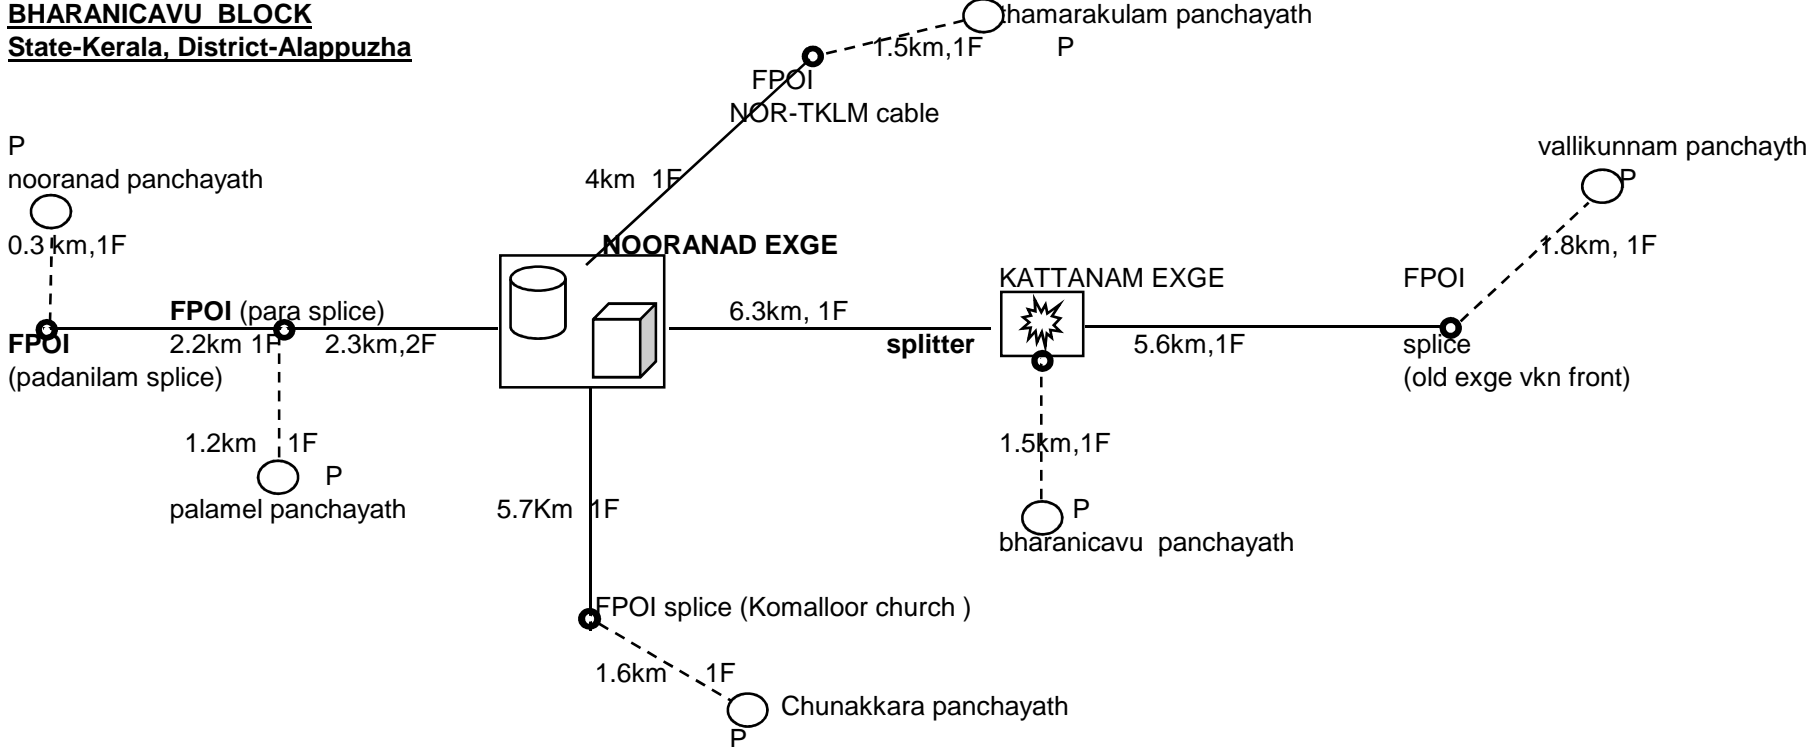 BHARANICAVU BLOCK
State-Kerala, District-Alappuzha
thamarakulam panchayath
1.5km,1F
P
FPOI
NOR-TKLM cable
P
nooranad panchayath
4km 1F
vallikunnam panchayth
P
0.3 km,1F
NOORANAD EXGE
1.8km, 1F
KATTANAM EXGE
FPOI
FPOI (para splice)
6.3km, 1F
FPOI
2.2km 1F
2.3km,2F
splitter
5.6km,1F
splice
(padanilam splice)
(old exge vkn front)
1.2km 1F
1.5km,1F
P
palamel panchayath
5.7Km 1F
P
bharanicavu panchayath
FPOI splice (Komalloor church )
1.6km 1F
Chunakkara panchayath
P